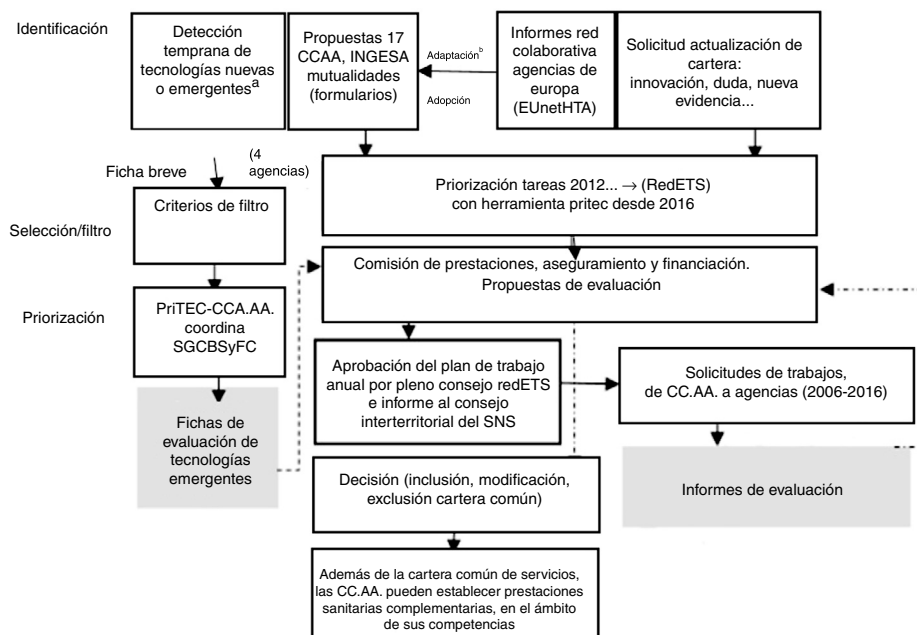 Identificación
Detección
temprana de
tecnologías nuevas
o emergentesa
Propuestas 17
CCAA, INGESA
mutualidades
(formularios)
Adaptaciónb
Adopción
Informes red
colaborativa
agencias de
europa
(EUnetHTA)
Solicitud actualización de
cartera:
innovación, duda, nueva
evidencia...
Ficha breve
(4
agencias)
Selección/filtro
Criterios de filtro
Priorización tareas 2012... → (RedETS)
con herramienta pritec desde 2016
Comisión de prestaciones, aseguramiento y financiación.
Propuestas de evaluación
Priorización
PriTEC-CCA.AA.
coordina
SGCBSyFC
Aprobación del plan de trabajo
anual por pleno consejo redETS
e informe al consejo
interterritorial del SNS
Solicitudes de trabajos,
de CC.AA. a agencias (2006-2016)
Fichas de
evaluación de
tecnologías
emergentes
Decisión (inclusión, modificación,
exclusión cartera común)
Informes de evaluación
Además de la cartera común de servicios,
las CC.AA. pueden establecer prestaciones
sanitarias complementarias, en el ámbito
de sus competencias